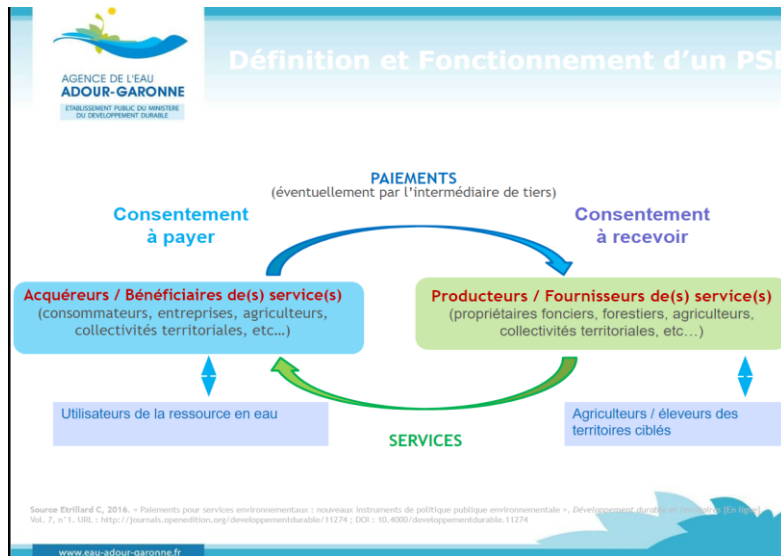 Définition et Fonctionnement d'un PSE
AGENCE DE L'EAU
ADOUR-GARONNE
ETABLISSEMENT PUBLIC DU MINISTERE
DU DEVELOPPEMENT DURABLE
PAIEMENTS
(éventuellement par l'intermédiaire de tiers)
Consentement
à payer
Consentement
à recevoir
Acquéreurs / Bénéficiaires de(s) service(s)
(consommateurs, entreprises, agriculteurs,
collectivités territoriales, etc…)
Producteurs / Fournisseurs de(s) service(s)
(propriétaires fonciers, forestiers, agriculteurs,
collectivités territoriales, etc…)
Utilisateurs de la ressource en eau
Agriculteurs / éleveurs des
territoires ciblés
SERVICES
Source Etrillard C, 2016. « Paiements pour services environnementaux : nouveaux instruments de politique publique environnementale », Développement durable et territoires [En ligne],
Vol. 7, n°1. URL : http://journals.openedition.org/developpementdurable/11274 ; DOI : 10.4000/developpementdurable.11274
www.eau-adour-garonne.fr